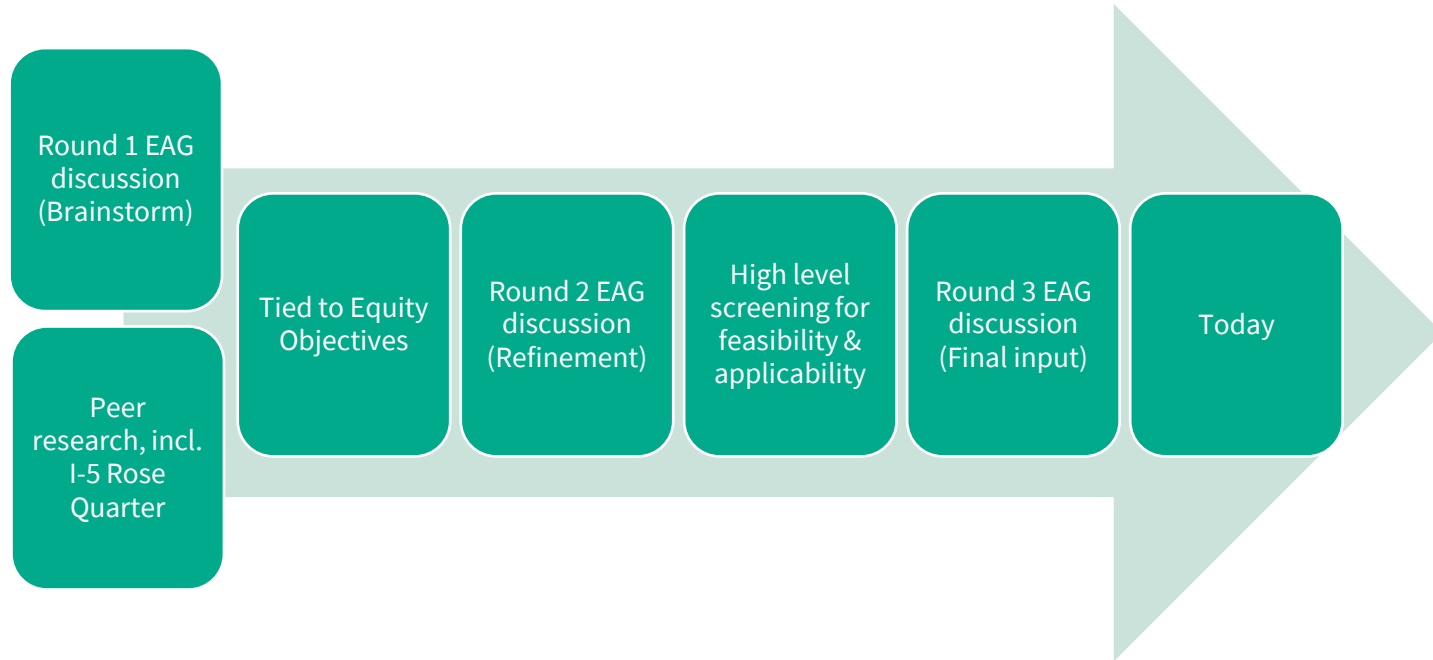 Round 1 EAG
discussion
(Brainstorm)
Peer
research, incl.
I-5 Rose
Quarter
Tied to Equity
Objectives
Round 2 EAG
discussion
(Refinement)
High level
screening for
feasibility &
applicability
Round 3 EAG
discussion
(Final input)
Today